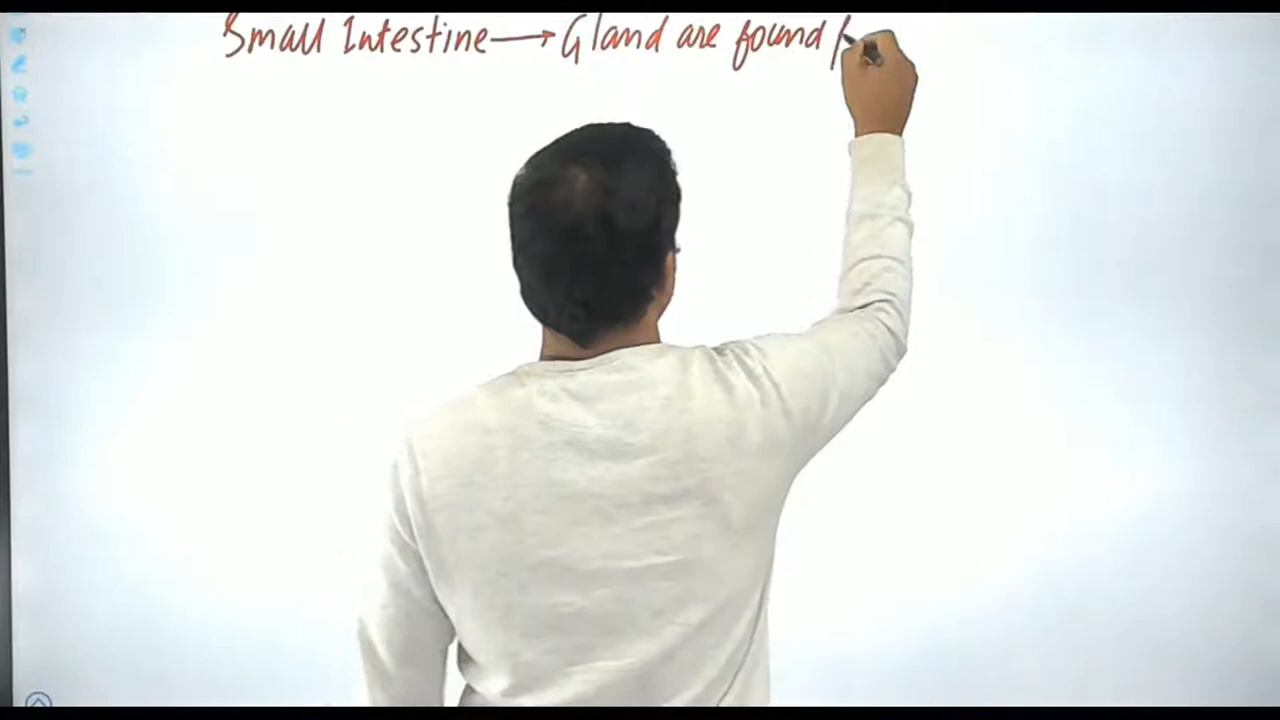 Small Intestine → Gland are found